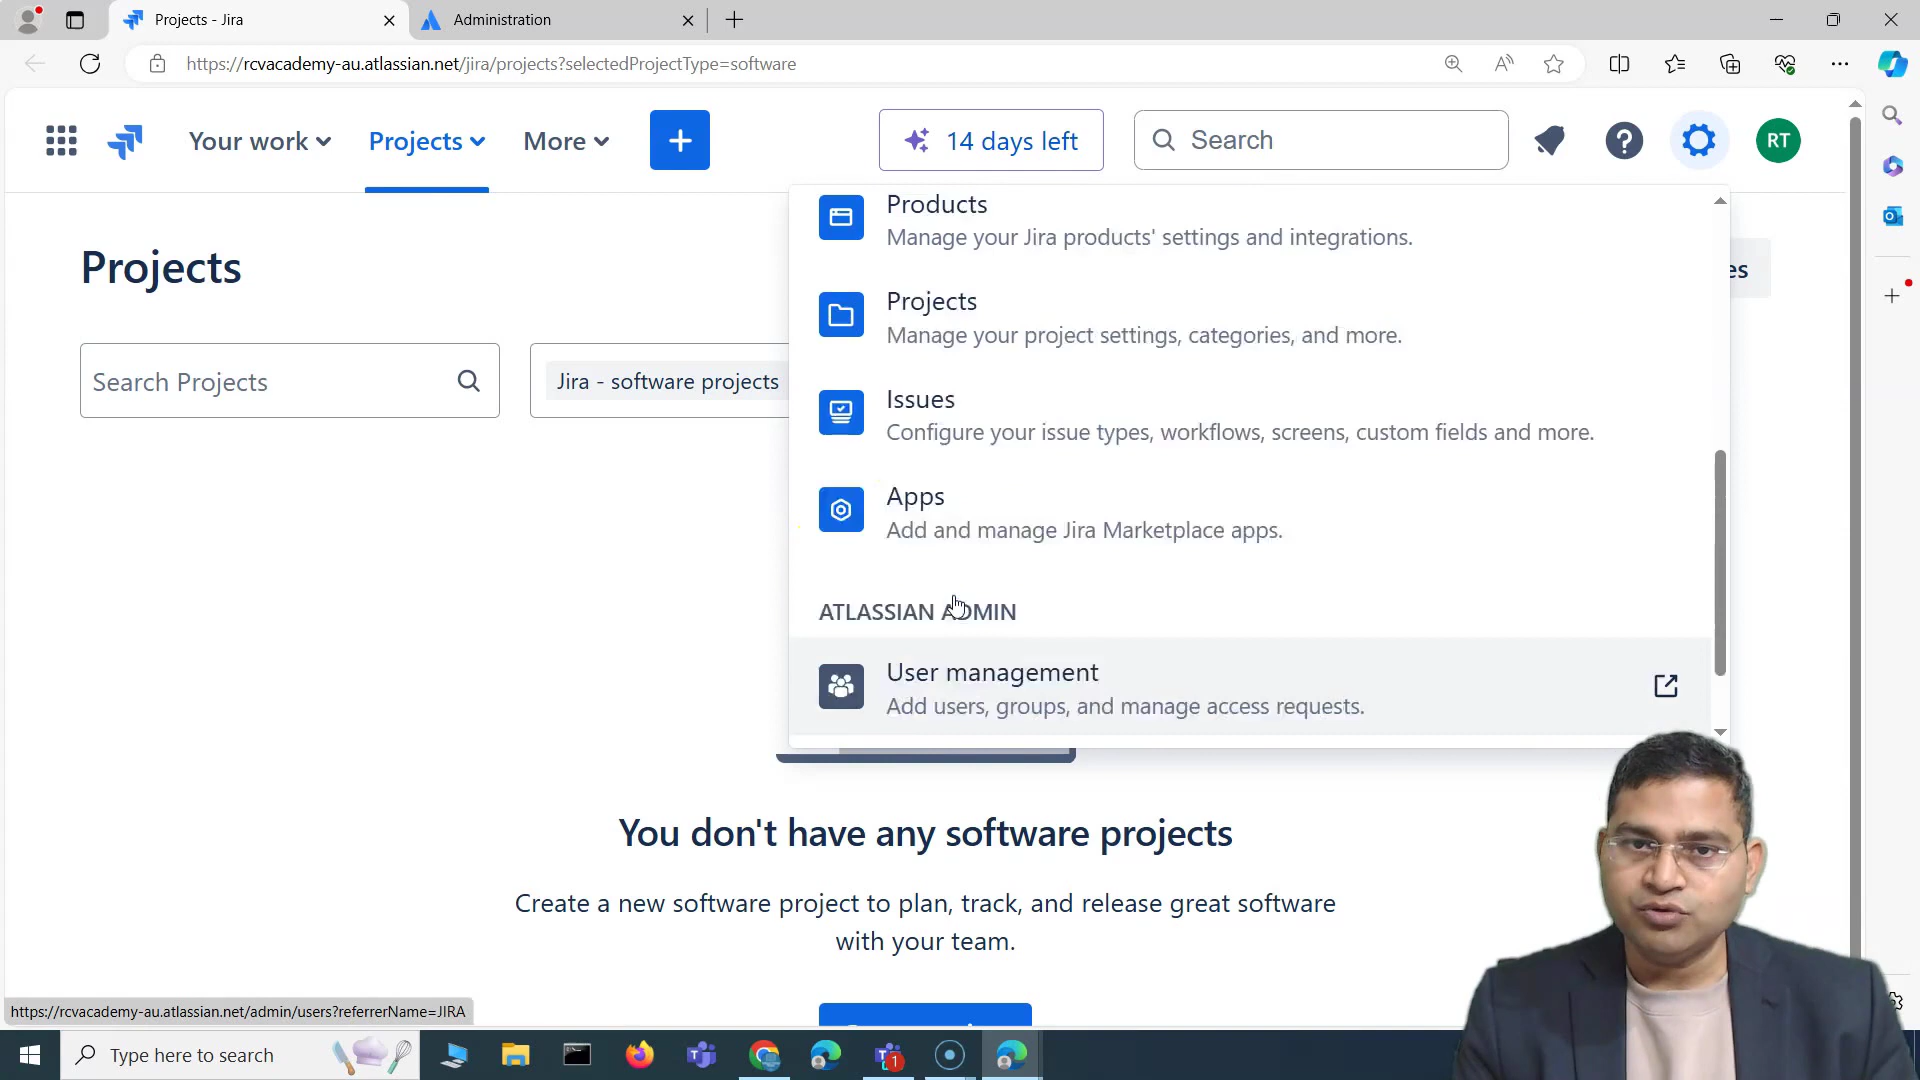 Projects - Jira
Administration
https://rcvacademy-au.atlassian.net/jira/projects?selectedProjectType=software
Your work
Projects
More
14 days left
Search
RT
Products
Manage your Jira products' settings and integrations.
Projects
es
Projects
Manage your project settings, categories, and more.
Search Projects
Jira - software projects
Issues
Configure your issue types, workflows, screens, custom fields and more.
Apps
Add and manage Jira Marketplace apps.
ATLASSIAN ADMIN
User management
Add users, groups, and manage access requests.
You don't have any software projects
Create a new software project to plan, track, and release great software
with your team.
https://rcvacademy-au.atlassian.net/admin/users?referrerName=JIRA
Type here to search
1